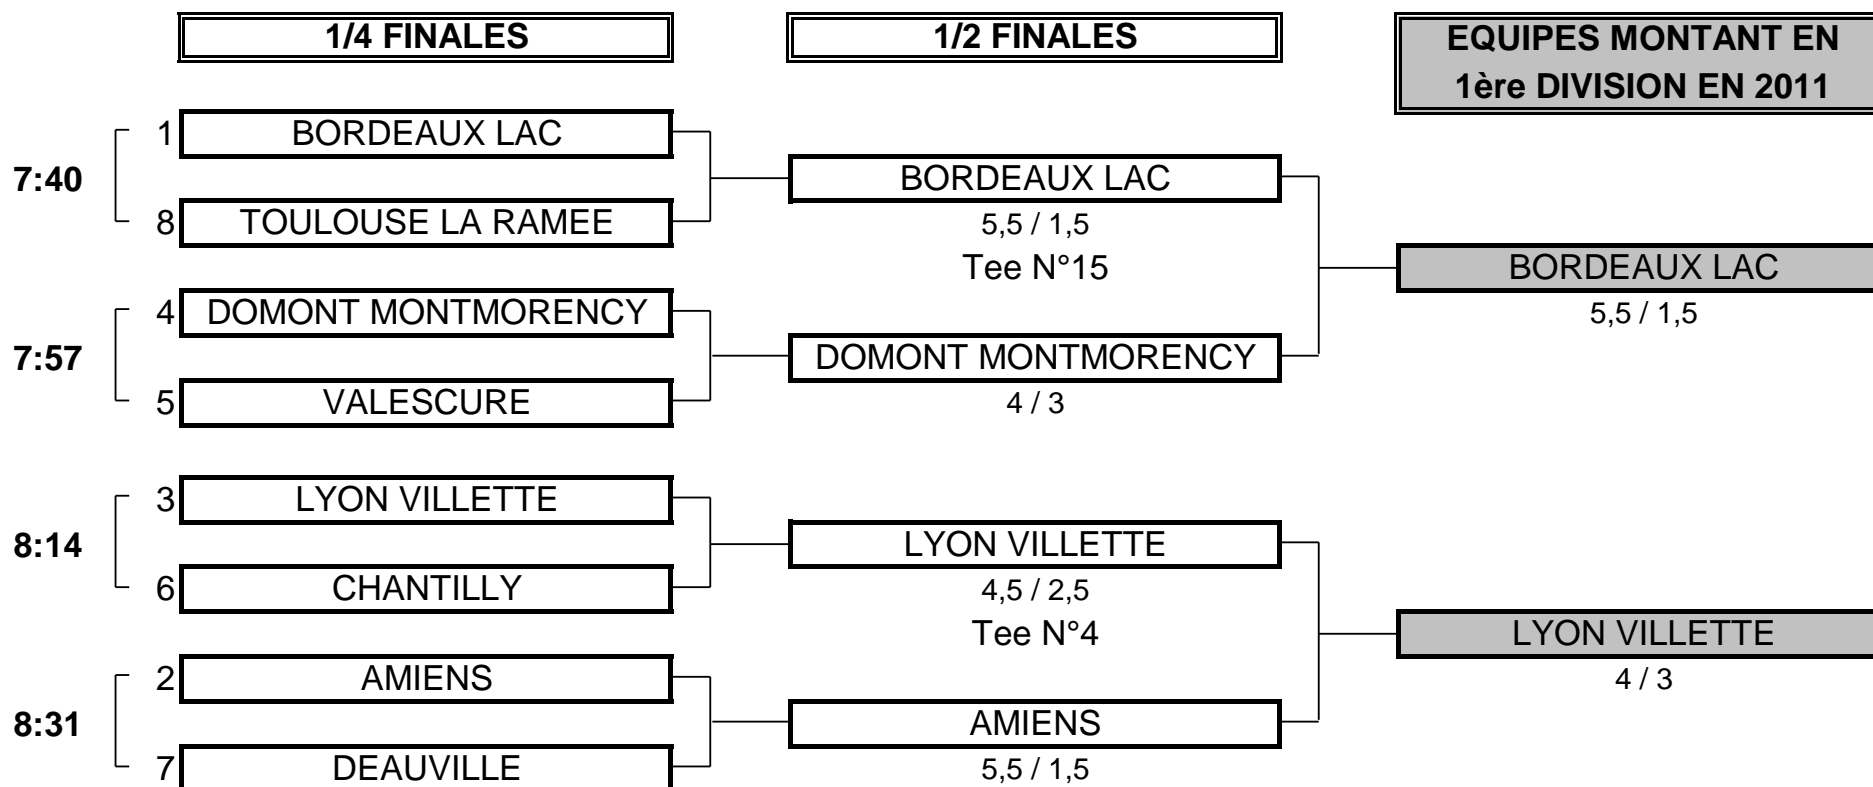 1/4 FINALES
1/2 FINALES
EQUIPES MONTANT EN
1ère DIVISION EN 2011
1 BORDEAUX LAC
7:40
BORDEAUX LAC
8 TOULOUSE LA RAMEE
5,5 / 1,5
Tee N°15
BORDEAUX LAC
4 DOMONT MONTMORENCY
5,5 / 1,5
7:57
DOMONT MONTMORENCY
5 VALESCURE
4 / 3
3 LYON VILLETTE
8:14
LYON VILLETTE
6 CHANTILLY
4,5 / 2,5
Tee N°4
LYON VILLETTE
2 AMIENS
4 / 3
8:31
AMIENS
7 DEAUVILLE
5,5 / 1,5